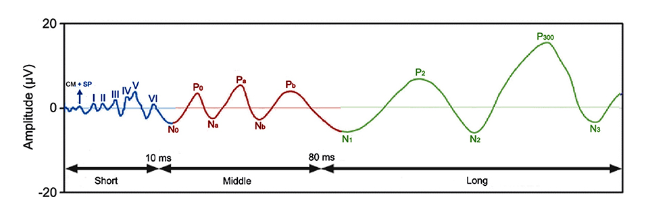 20
Amplitude (µV)
0
-20
CM + SP
I
II
III
IV
V
VI
N0
P0
Na
Pa
Nb
Pb
N1
P2
N2
P300
N3
10 ms
80 ms
Short
Middle
Long